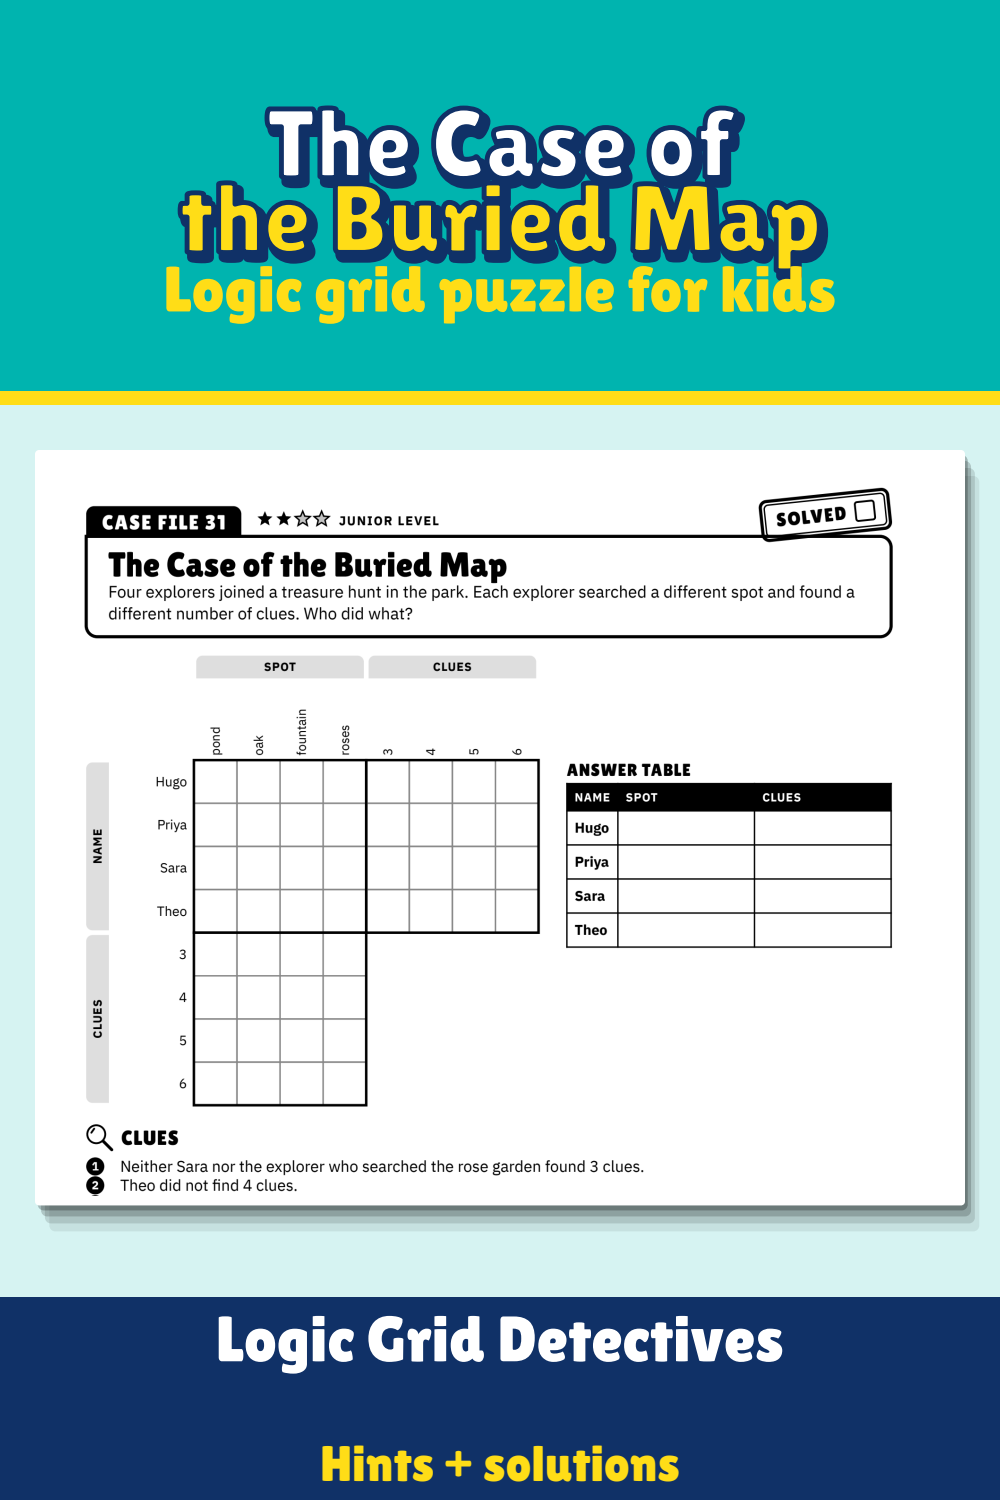 The Case of
the Buried Map
Logic grid puzzle for kids
CASE FILE 31
JUNIOR LEVEL
SOLVED
The Case of the Buried Map
Four explorers joined a treasure hunt in the park. Each explorer searched a different spot and found a
different number of clues. Who did what?
SPOT
CLUES
pond
oak
fountain
roses
3
4
5
6
NAME
Hugo
Priya
Sara
Theo
CLUES
3
4
5
6
ANSWER TABLE
NAME SPOT CLUES
Hugo
Priya
Sara
Theo
CLUES
1 Neither Sara nor the explorer who searched the rose garden found 3 clues.
2 Theo did not find 4 clues.
Logic Grid Detectives
Hints + solutions